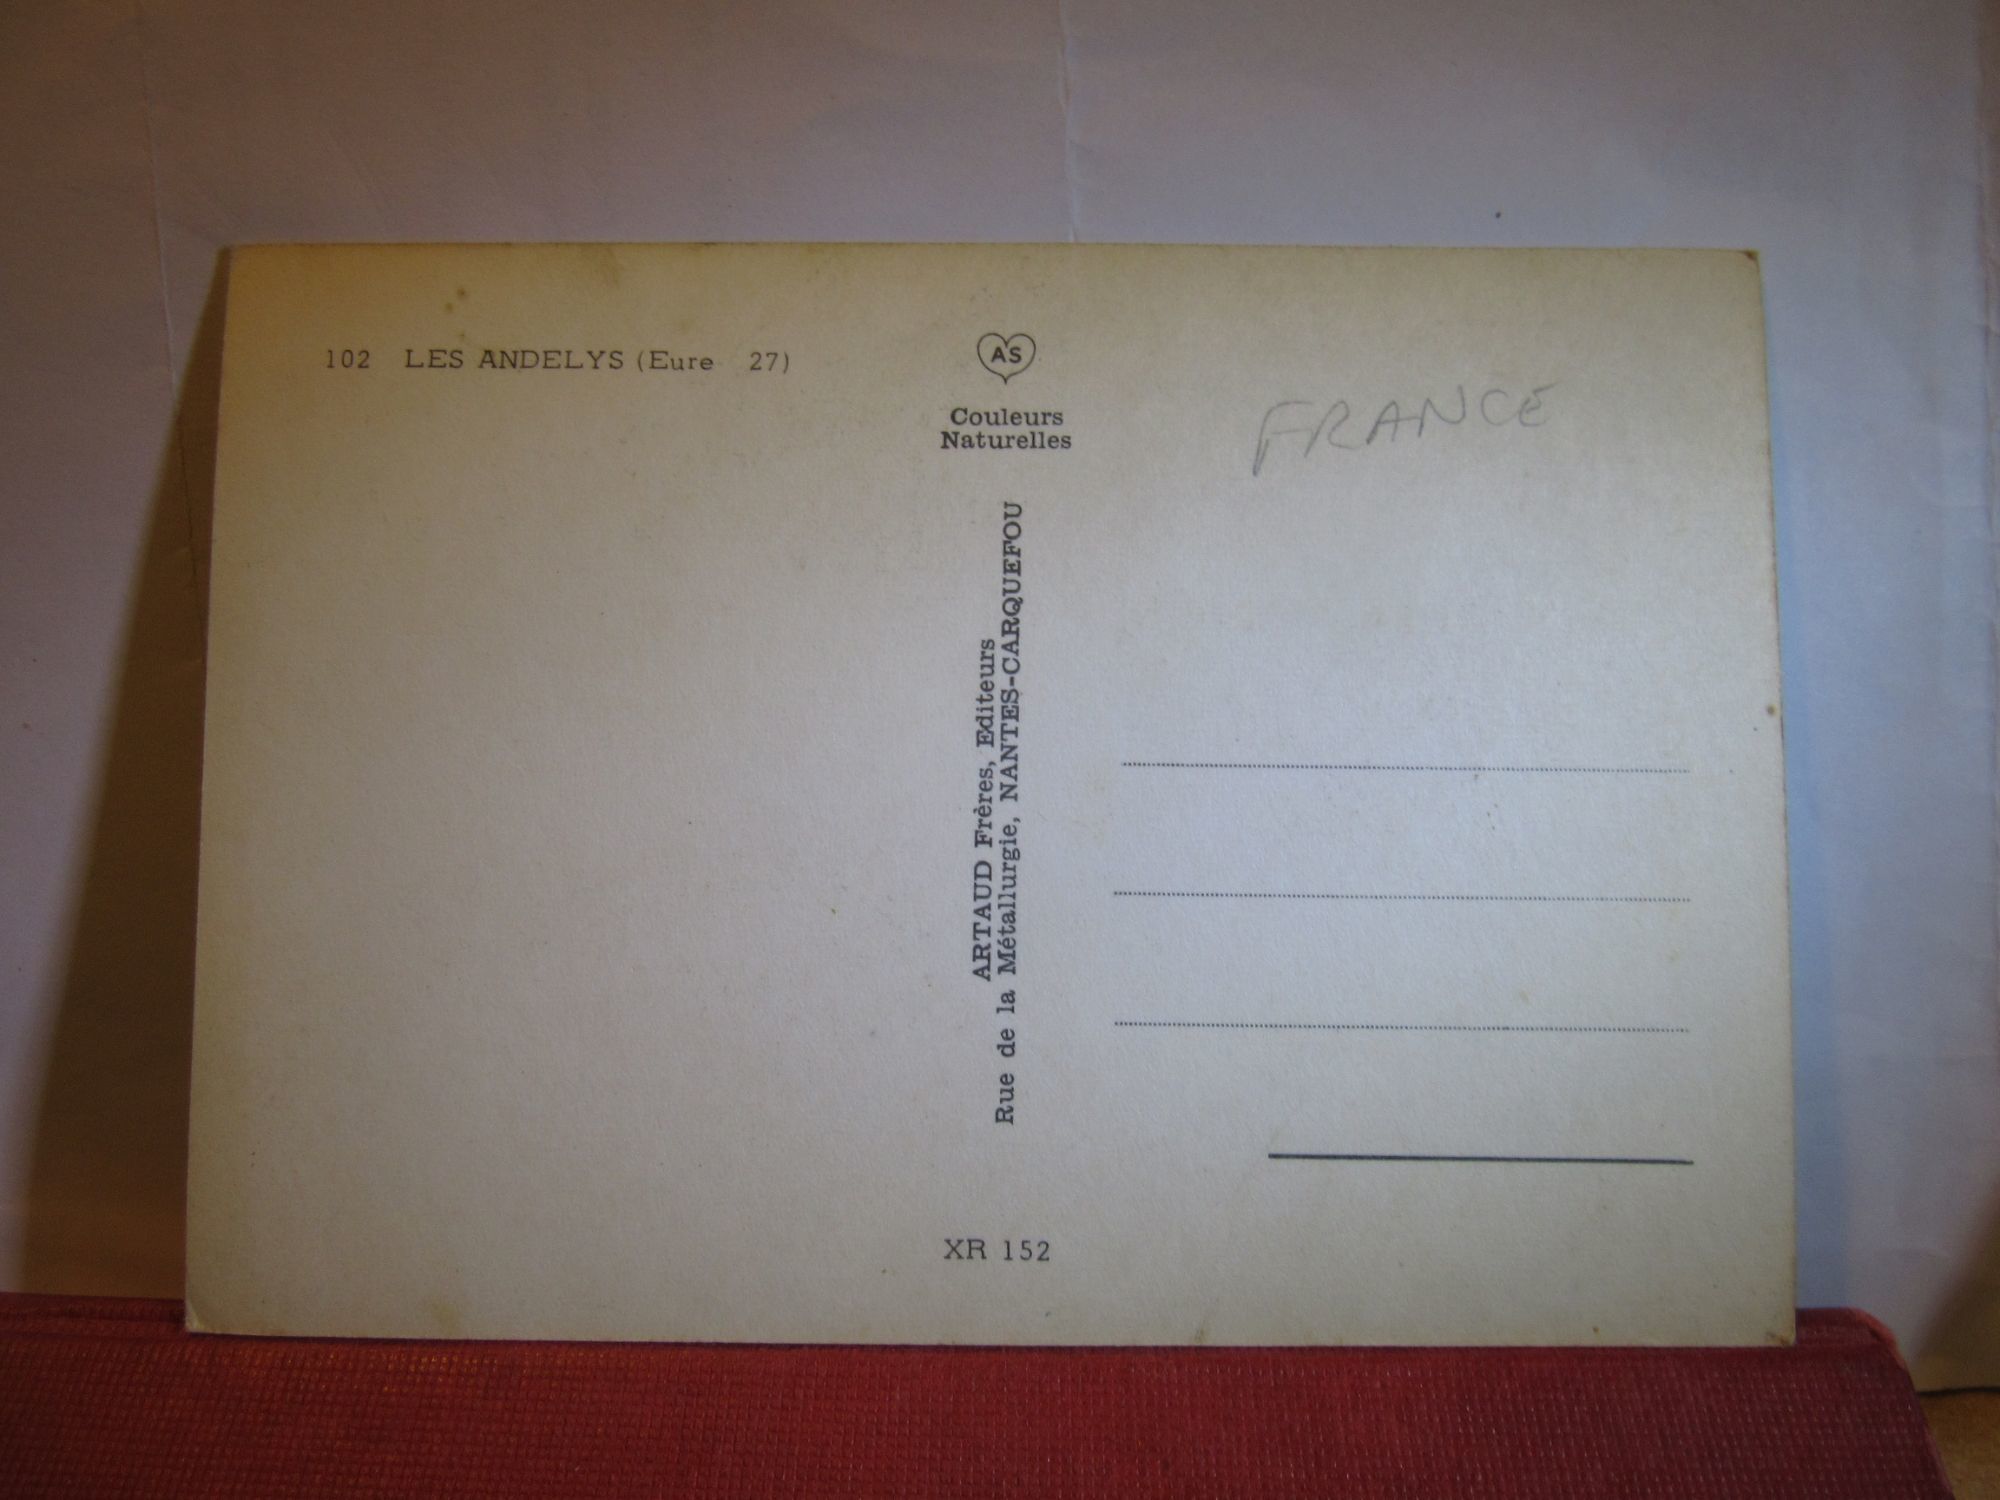 102 LES ANDELYS (Eure 27)
AS
Couleurs
Naturelles
FRANCE
ARTAUD Frères, Editeurs
Rue de la Métallurgie, NANTES-CARQUEFOU
XR 152